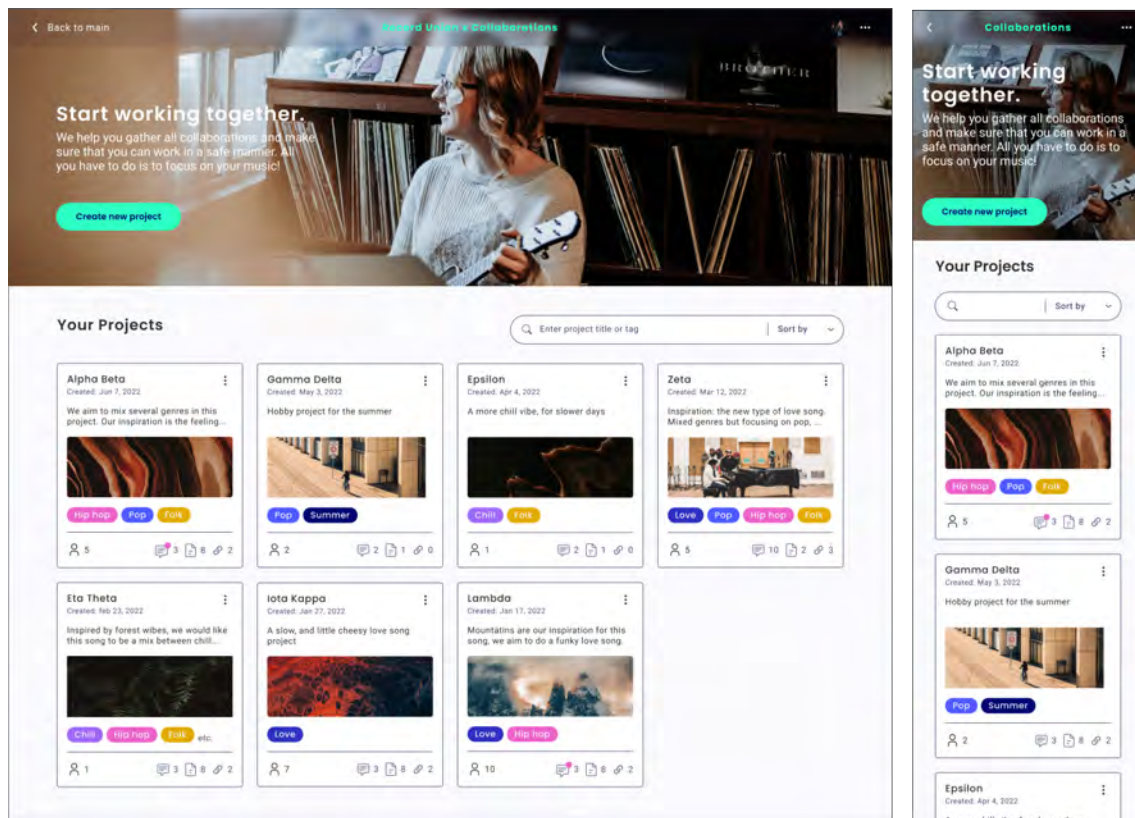 Back to main
Record Union x Collaborations
BROTHER
Start working together.
We help you gather all collaborations and make
sure that you can work in a safe manner. All
you have to do is to focus on your music!
Create new project
Your Projects
Enter project title or tag
Sort by
Alpha Beta
Created: Jun 7, 2022
We aim to mix several genres in this
project. Our inspiration is the feeling...
Hip hop Pop Folk
5 3 8 2
Gamma Delta
Created: May 3, 2022
Hobby project for the summer
Pop Summer
2 2 1 0
Epsilon
Created: Apr 4, 2022
A more chill vibe, for slower days
Chill Folk
1 2 1 0
Zeta
Created: Mar 12, 2022
Inspiration: the new type of love song.
Mixed genres but focusing on pop, ...
Love Pop Hip hop Folk
5 10 2 3
Eta Theta
Created: feb 23, 2022
Inspired by forest wibes, we would like
this song to be a mix between chill...
Chill Hip hop Folk etc.
1 3 8 2
Iota Kappa
Created: Jan 27, 2022
A slow, and little cheesy love song
project
Love
7 3 8 2
Lambda
Created: Jan 17, 2022
Mountatins are our inspiration for this
song, we aim to do a funky love song.
Love Hip hop
10 3 8 2
Collaborations
Start working
together.
We help you gather all collaborations
and make sure that you can work in a
safe manner. All you have to do is to
focus on your music!
Create new project
Your Projects
Sort by
Alpha Beta
Created: Jun 7, 2022
We aim to mix several genres in this
project. Our inspiration is the feeling...
Hip hop Pop Folk
5 3 8 2
Gamma Delta
Created: May 3, 2022
Hobby project for the summer
Pop Summer
2 3 8 2
Epsilon
Created: Apr 4, 2022